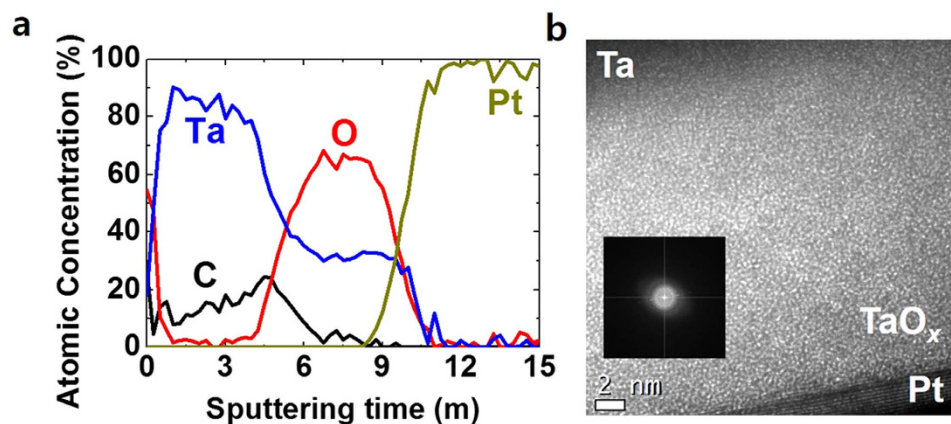 a
Atomic Concentration (%)
100
80
60
40
20
0
Ta
O
Pt
C
0 3 6 9 12 15
Sputtering time (m)
b
Ta
TaOx
Pt
2 nm